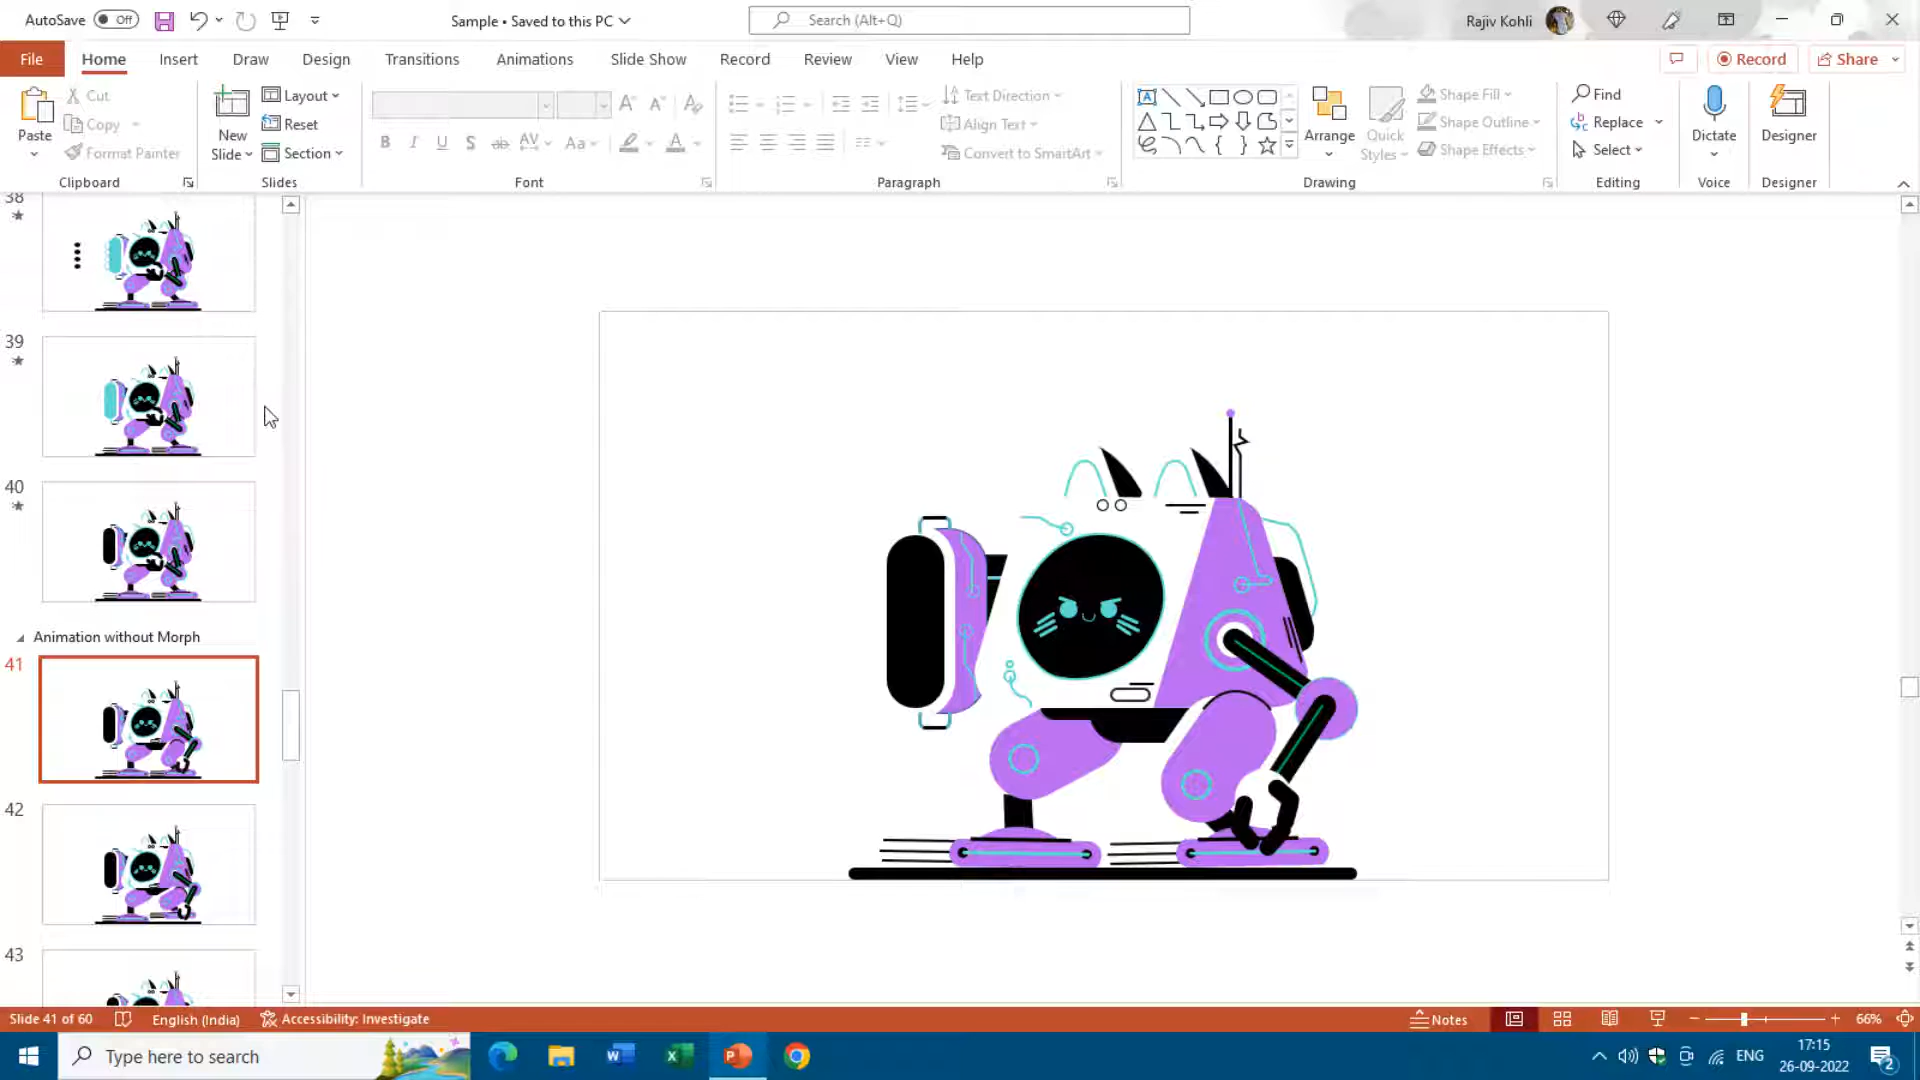 AutoSave Off Sample • Saved to this PC Search (Alt+Q) Rajiv Kohli
File Home Insert Draw Design Transitions Animations Slide Show Record Review View Help Record Share
Paste
Cut
Copy
Format Painter
Clipboard
New
Slide
Layout
Reset
Section
Slides
B I U S ab AV Aa A
Font
Text Direction
Align Text
Convert to SmartArt
Paragraph
Arrange
Quick
Styles
Shape Fill
Shape Outline
Shape Effects
Drawing
Find
Replace
Select
Editing
Dictate
Voice
Designer
Designer
38
39
40
Animation without Morph
41
42
43
Slide 41 of 60 English (India) Accessibility: Investigate Notes 66%
Type here to search
ENG
17:15
26-09-2022
2